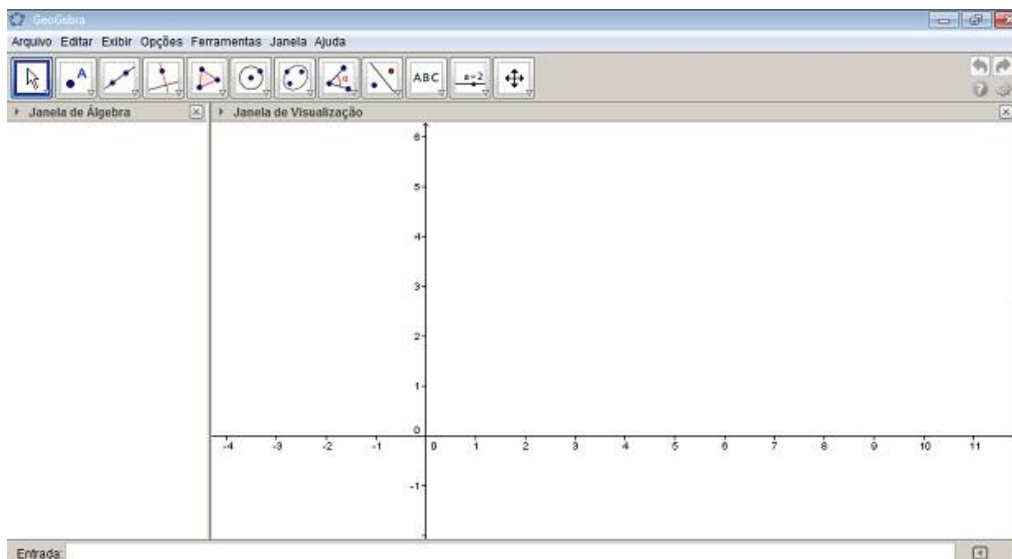 GeoGebra
Arquivo Editar Exibir Opções Ferramentas Janela Ajuda
A ABC a=2
Janela de Álgebra Janela de Visualização
6
5
4
3
2
1
0
-4 -3 -2 -1 0 1 2 3 4 5 6 7 8 9 10 11
-1
Entrada: